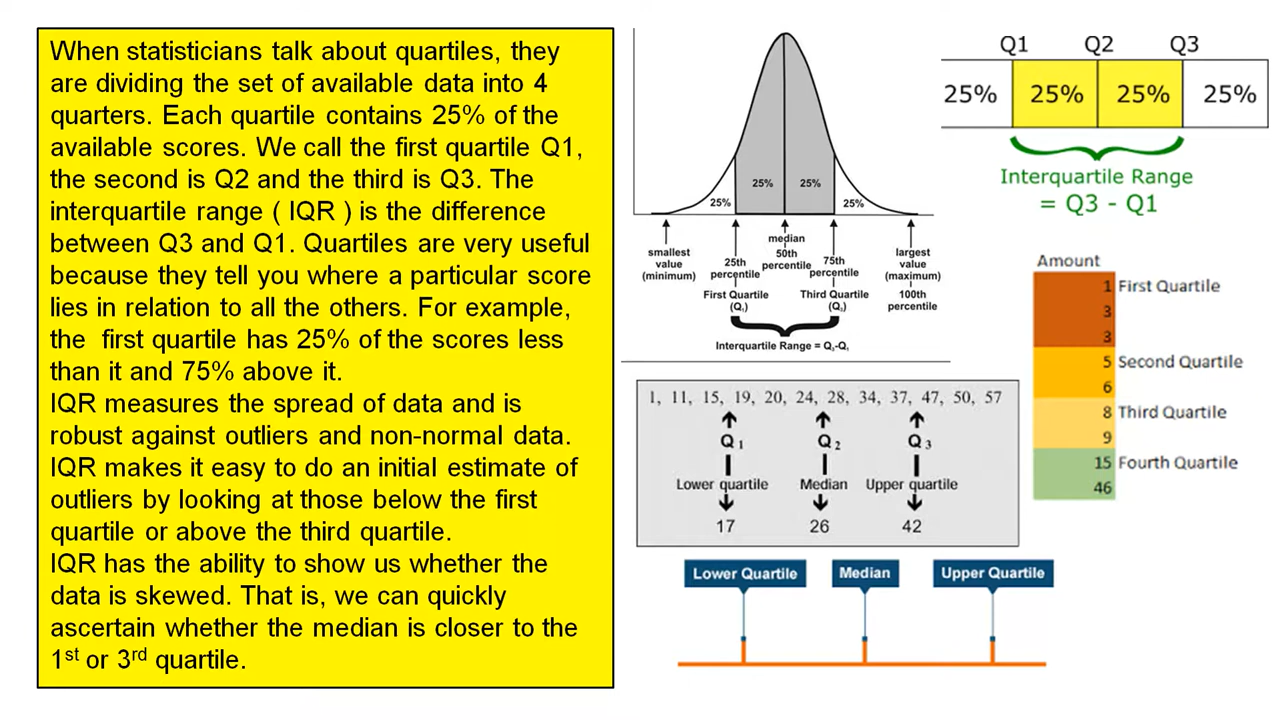 When statisticians talk about quartiles, they
are dividing the set of available data into 4
quarters. Each quartile contains 25% of the
available scores. We call the first quartile Q1,
the second is Q2 and the third is Q3. The
interquartile range ( IQR ) is the difference
between Q3 and Q1. Quartiles are very useful
because they tell you where a particular score
lies in relation to all the others. For example,
the  first quartile has 25% of the scores less
than it and 75% above it.
IQR measures the spread of data and is
robust against outliers and non-normal data.
IQR makes it easy to do an initial estimate of
outliers by looking at those below the first
quartile or above the third quartile.
IQR has the ability to show us whether the
data is skewed. That is, we can quickly
ascertain whether the median is closer to the
1st or 3rd quartile.
25% 25% 25% 25%
smallest
value
(minimum)
25th
percentile
First Quartile
(Q₁)
median
50th
percentile
75th
percentile
Third Quartile
(Q₃)
largest
value
(maximum)
100th
percentile
Interquartile Range = Q₃-Q₁
Q1 Q2 Q3
25% 25% 25% 25%
Interquartile Range
= Q3 - Q1
Amount
1 First Quartile
3
3
5 Second Quartile
6
8 Third Quartile
9
15 Fourth Quartile
46
1, 11, 15, 19, 20, 24, 28, 34, 37, 47, 50, 57
Q₁ Q₂ Q₃
Lower quartile Median Upper quartile
17 26 42
Lower Quartile Median Upper Quartile